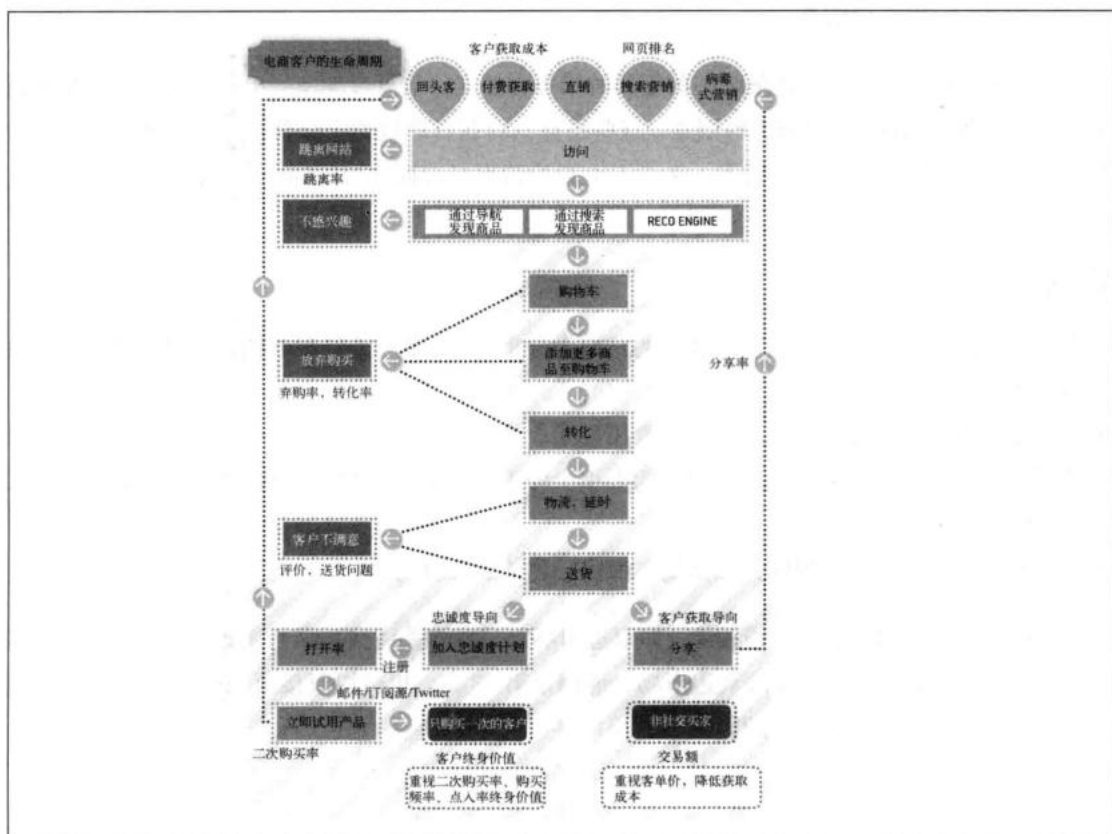 电商客户的生命周期
客户获取成本
网页排名
回头客
付费获取
直销
搜索营销
病毒
式营销
跳离网站
访问
跳离率
不感兴趣
通过导航
发现商品
通过搜索
发现商品
RECO ENGINE
购物车
放弃购买
添加更多商
品至购物车
分享率
弃购率、转化率
转化
物流、延时
客户不满意
评价、送货问题
送货
忠诚度导向
客户获取导向
打开率
加入忠诚度计划
分享
注册
邮件/订阅源/Twitter
立即试用产品
只购买一次的客户
非社交买家
二次购买率
客户终身价值
交易额
重视二次购买率、购买
频率、点入率终身价值
重视客单价,降低获取
成本